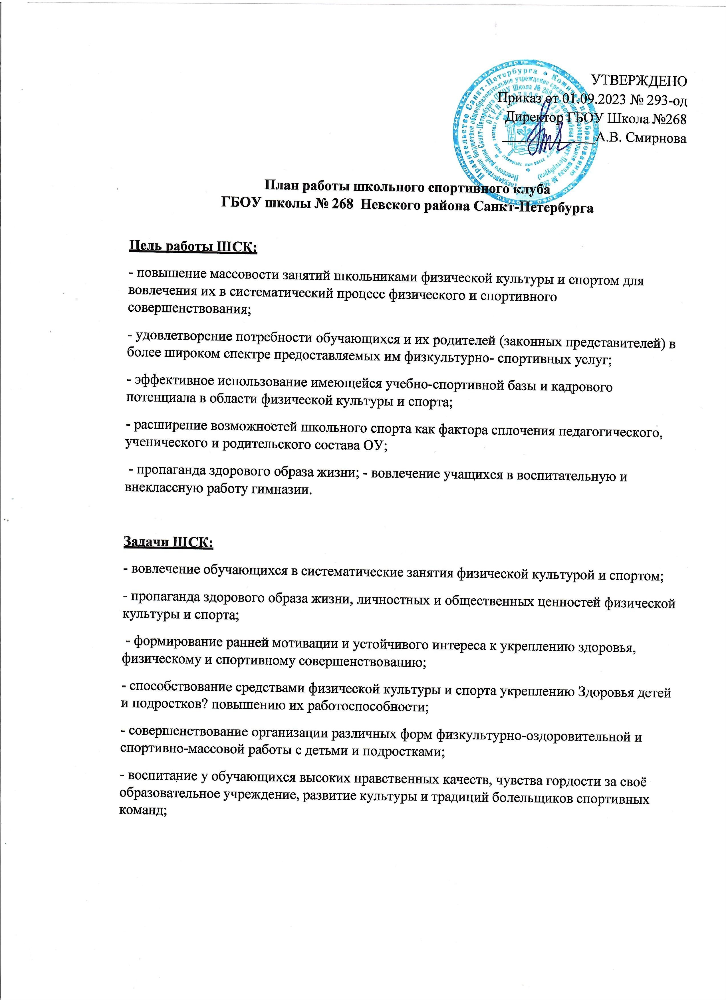 УТВЕРЖДЕНО
Приказ от 01.09.2023 № 293-од
Директор ГБОУ Школа №268
А.В. Смирнова
План работы школьного спортивного клуба
ГБОУ школы № 268 Невского района Санкт-Петербурга
Цель работы ШСК:
- повышение массовости занятий школьниками физической культуры и спортом для
вовлечения их в систематический процесс физического и спортивного
совершенствования;
- удовлетворение потребности обучающихся и их родителей (законных представителей) в
более широком спектре предоставляемых им физкультурно- спортивных услуг;
- эффективное использование имеющейся учебно-спортивной базы и кадрового
потенциала в области физической культуры и спорта;
- расширение возможностей школьного спорта как фактора сплочения педагогического,
ученического и родительского состава ОУ;
- пропаганда здорового образа жизни; - вовлечение учащихся в воспитательную и
внеклассную работу гимназии.
Задачи ШСК:
- вовлечение обучающихся в систематические занятия физической культурой и спортом;
- пропаганда здорового образа жизни, личностных и общественных ценностей физической
культуры и спорта;
- формирование ранней мотивации и устойчивого интереса к укреплению здоровья,
физическому и спортивному совершенствованию;
- способствование средствами физической культуры и спорта укреплению Здоровья детей
и подростков? повышению их работоспособности;
- совершенствование организации различных форм физкультурно-оздоровительной и
спортивно-массовой работы с детьми и подростками;
- воспитание у обучающихся высоких нравственных качеств, чувства гордости за своё
образовательное учреждение, развитие культуры и традиций болельщиков спортивных
команд;